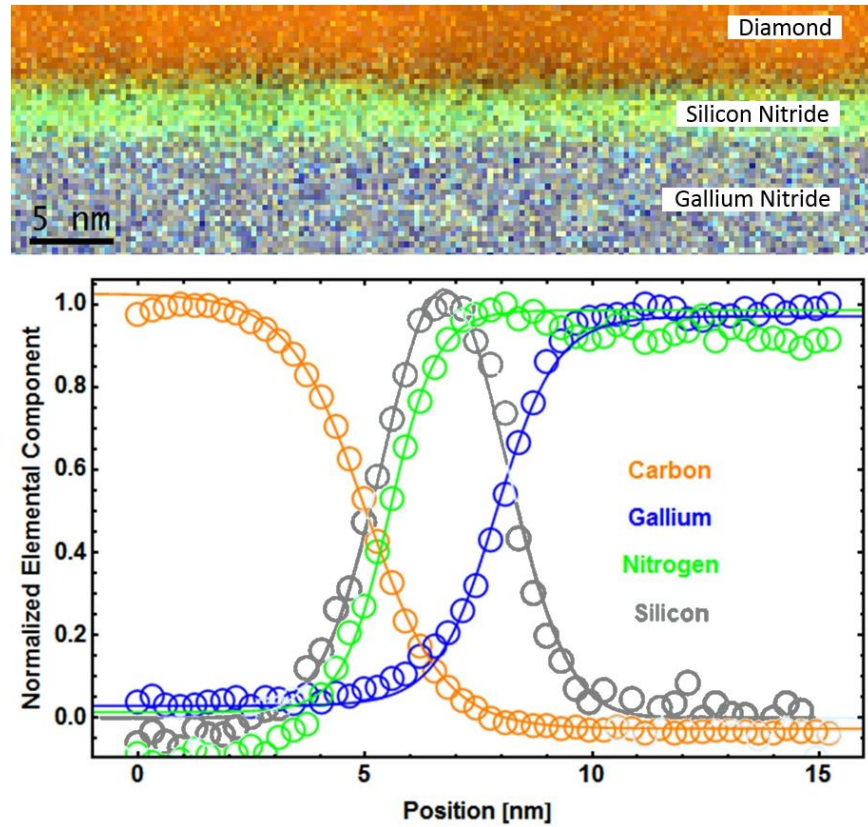 Diamond
Silicon Nitride
Gallium Nitride
5 nm
Normalized Elemental Component
1.0
0.8
0.6
0.4
0.2
0.0
Carbon
Gallium
Nitrogen
Silicon
0 5 10 15
Position [nm]